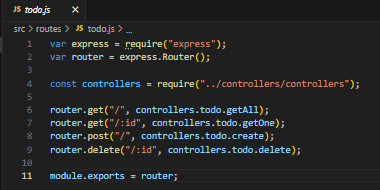 JS todo.js ×
src > routes > JS todo.js > ...
1 var express = require("express");
2 var router = express.Router();
3
4 const controllers = require("../controllers/controllers");
5
6 router.get("/", controllers.todo.getAll);
7 router.get("/:id", controllers.todo.getOne);
8 router.post("/", controllers.todo.create);
9 router.delete("/:id", controllers.todo.delete);
10
11 module.exports = router;